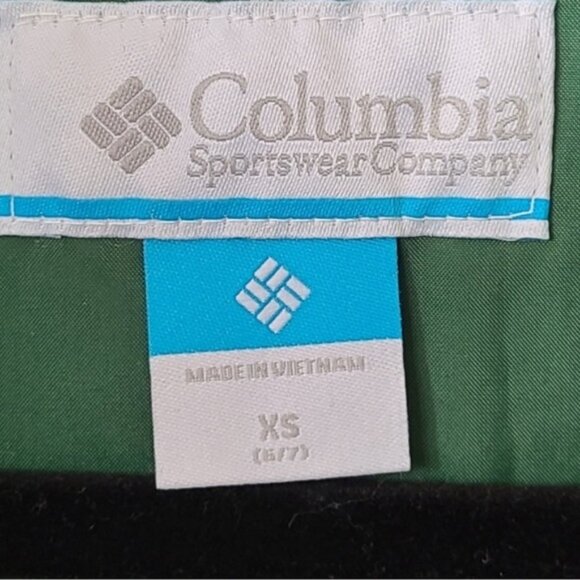 Columbia
Sportswear Company
MADE IN VIETNAM
XS
(6/7)